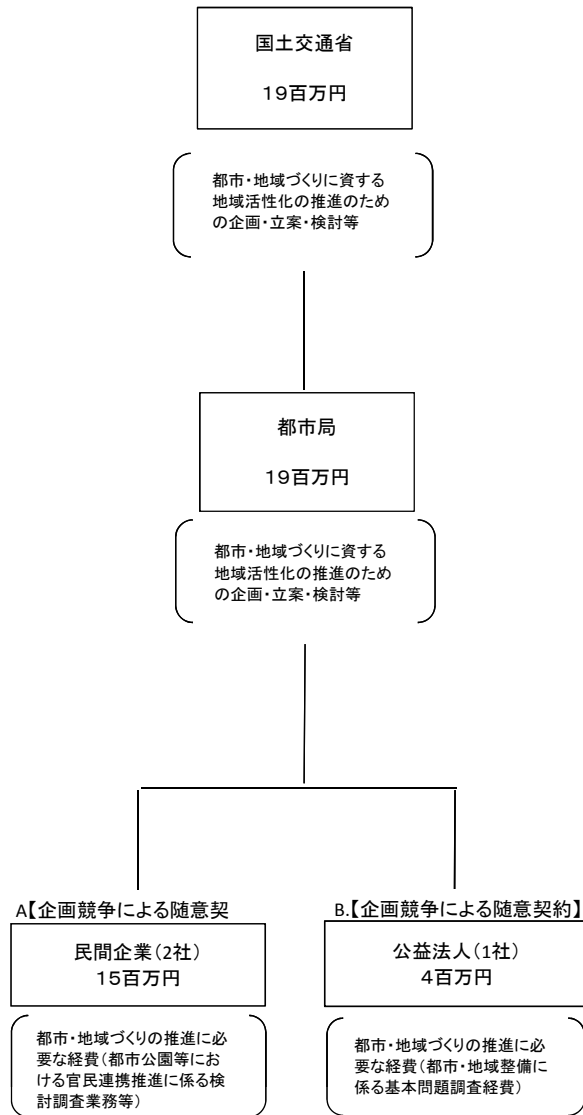 国土交通省
19百万円
都市・地域づくりに資する
地域活性化の推進のため
の企画・立案・検討等
都市局
19百万円
都市・地域づくりに資する
地域活性化の推進のため
の企画・立案・検討等
A【企画競争による随意契
民間企業(2社)
15百万円
都市・地域づくりの推進に必
要な経費(都市公園等にお
ける官民連携推進に係る検
討調査業務等)
B.【企画競争による随意契約】
公益法人(1社)
4百万円
都市・地域づくりの推進に必
要な経費(都市・地域整備に
係る基本問題調査経費)